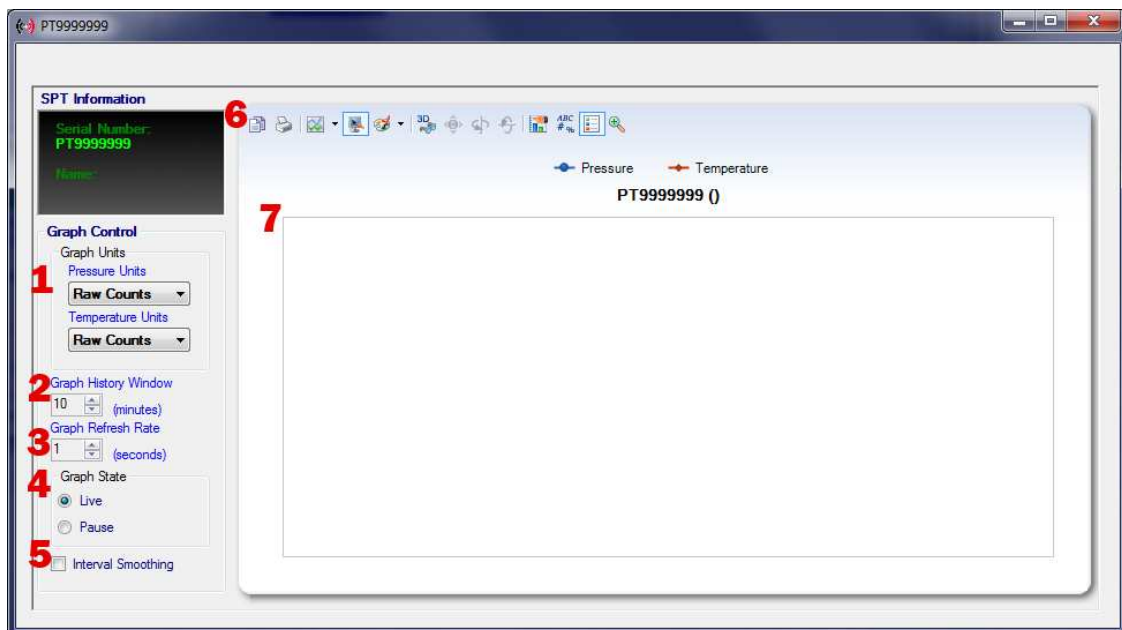 PT9999999
SPT Information
Serial Number:
PT9999999
Name:
6
3D
ABC
#%
Pressure
Temperature
PT9999999 ()
7
Graph Control
Graph Units
1
Pressure Units
Raw Counts
Temperature Units
Raw Counts
2
Graph History Window
10
(minutes)
3
Graph Refresh Rate
1
(seconds)
4
Graph State
Live
Pause
5
Interval Smoothing